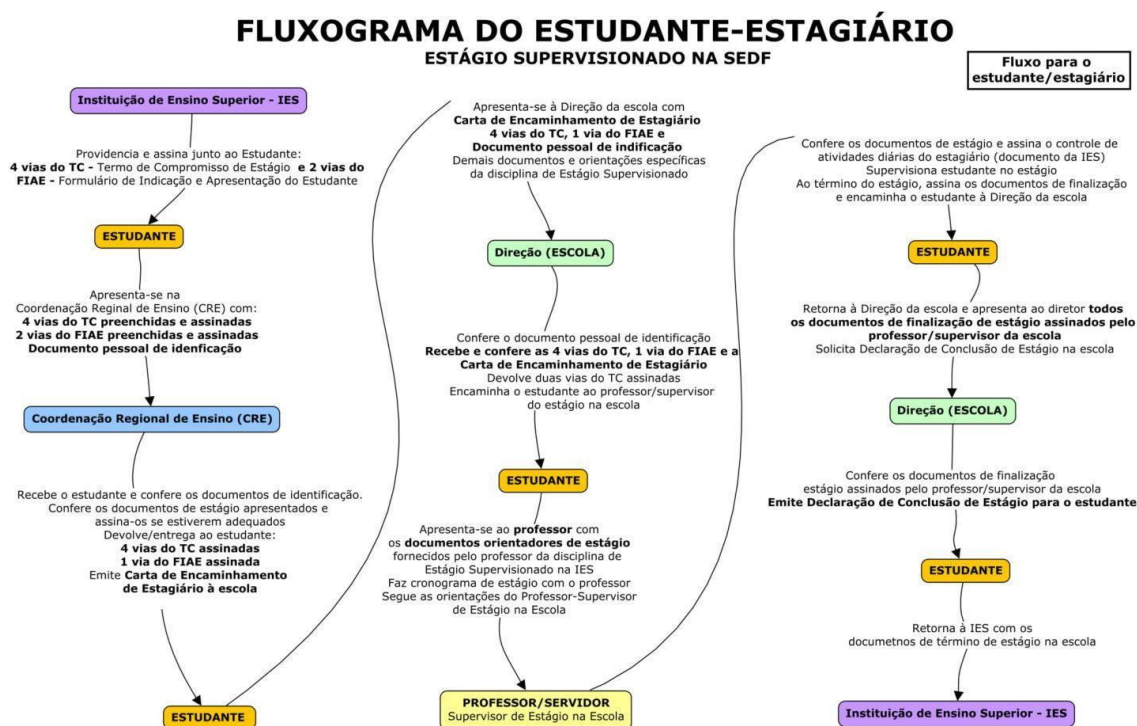 FLUXOGRAMA DO ESTUDANTE-ESTAGIÁRIO
ESTÁGIO SUPERVISIONADO NA SEDF
Fluxo para o
estudante/estagiário
Instituição de Ensino Superior - IES
Providencia e assina junto ao Estudante:
4 vias do TC - Termo de Compromisso de Estágio e 2 vias do
FIAE - Formulário de Indicação e Apresentação do Estudante
ESTUDANTE
Apresenta-se na
Coordenação Reginal de Ensino (CRE) com:
4 vias do TC preenchidas e assinadas
2 vias do FIAE preenchidas e assinadas
Documento pessoal de idenficação
Coordenação Regional de Ensino (CRE)
Recebe o estudante e confere os documentos de identificação.
Confere os documentos de estágio apresentados e
assina-os se estiverem adequados
Devolve/entrega ao estudante:
4 vias do TC assinadas
1 via do FIAE assinada
Emite Carta de Encaminhamento
de Estagiário à escola
ESTUDANTE
Apresenta-se à Direção da escola com
Carta de Encaminhamento de Estagiário
4 vias do TC, 1 via do FIAE e
Documento pessoal de indificação
Demais documentos e orientações específicas
da disciplina de Estágio Supervisionado
Direção (ESCOLA)
Confere o documento pessoal de identificação
Recebe e confere as 4 vias do TC, 1 via do FIAE e a
Carta de Encaminhamento de Estagiário
Devolve duas vias do TC assinadas
Encaminha o estudante ao professor/supervisor
do estágio na escola
ESTUDANTE
Apresenta-se ao professor com
os documentos orientadores de estágio
fornecidos pelo professor da disciplina de
Estágio Supervisionado na IES
Faz cronograma de estágio com o professor
Segue as orientações do Professor-Supervisor
de Estágio na Escola
PROFESSOR/SERVIDOR
Supervisor de Estágio na Escola
Confere os documentos de estágio e assina o controle de
atividades diárias do estagiário (documento da IES)
Supervisiona estudante no estágio
Ao término do estágio, assina os documentos de finalização
e encaminha o estudante à Direção da escola
ESTUDANTE
Retorna à Direção da escola e apresenta ao diretor todos
os documentos de finalização de estágio assinados pelo
professor/supervisor da escola
Solicita Declaração de Conclusão de Estágio na escola
Direção (ESCOLA)
Confere os documentos de finalização
estágio assinados pelo professor/supervisor da escola
Emite Declaração de Conclusão de Estágio para o estudante
ESTUDANTE
Retorna à IES com os
documetnos de término de estágio na escola
Instituição de Ensino Superior - IES